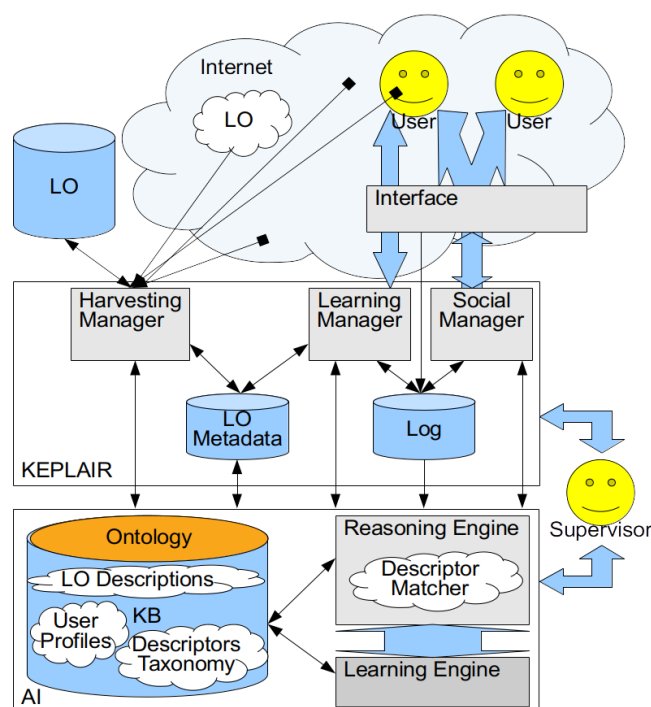 Internet
LO
User
User
LO
Interface
Harvesting
Manager
Learning
Manager
Social
Manager
LO
Metadata
Log
KEPLAIR
Supervisor
Ontology
LO Descriptions
User
Profiles
KB
Descriptors
Taxonomy
Reasoning Engine
Descriptor
Matcher
Learning Engine
AI